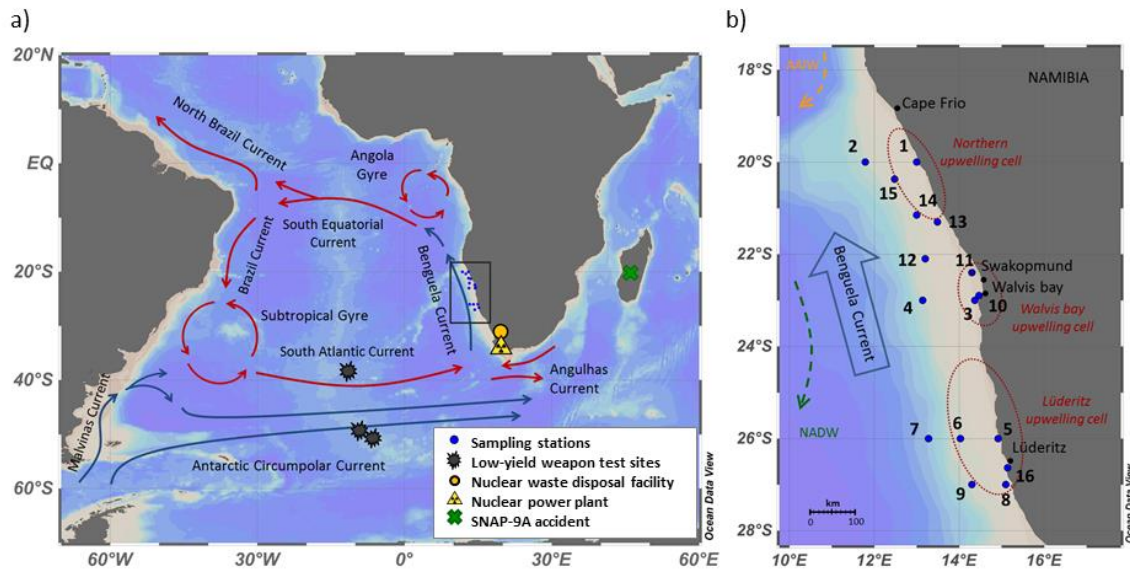 a)
20°N
EQ
20°S
40°S
60°S
60°W
30°W
0°E
30°E
60°E
North Brazil Current
Angola
Gyre
South Equatorial
Current
Brazil Current
Benguela Current
Subtropical Gyre
South Atlantic Current
Angulhas
Current
Malvinas Current
Antarctic Circumpolar Current
Sampling stations
Low-yield weapon test sites
Nuclear waste disposal facility
Nuclear power plant
SNAP-9A accident
Ocean Data View
b)
18°S
20°S
22°S
24°S
26°S
28°S
10°E
12°E
14°E
16°E
NAMIBIA
Cape Frio
2
1
Northern
upwelling cell
15
14
13
12
11
Swakopmund
Walvis bay
4
3
10
Walvis bay
upwelling cell
Benguela Current
NADW
Lüderitz
upwelling cell
7
6
5
Lüderitz
16
9
8
km
0
100
Ocean Data View